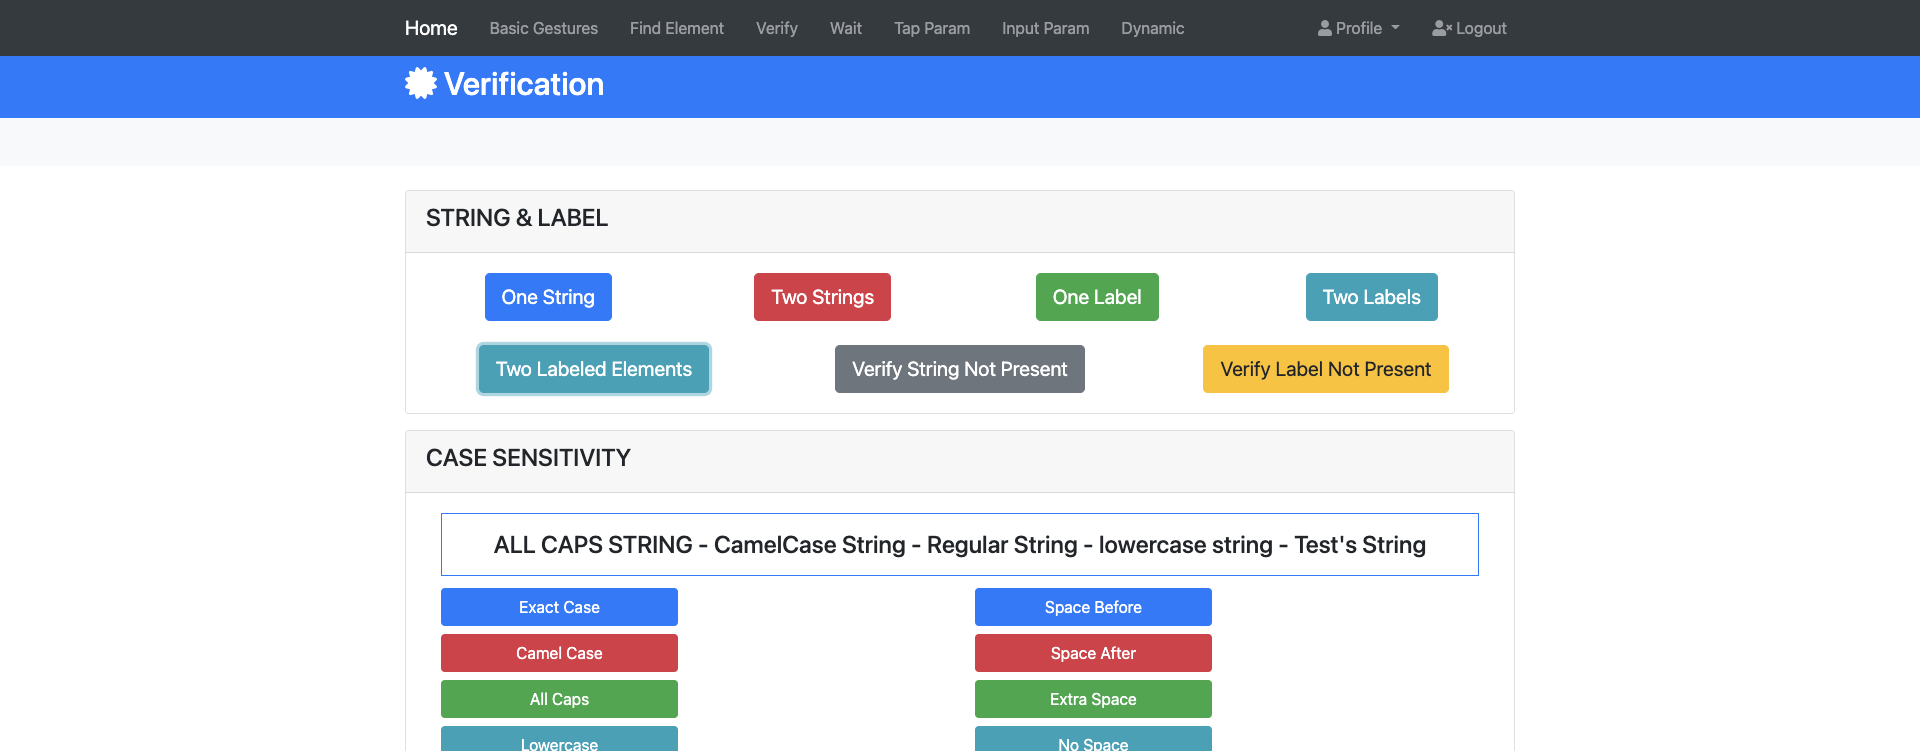 Home Basic Gestures Find Element Verify Wait Tap Param Input Param Dynamic Profile Logout
Verification
STRING & LABEL
One String Two Strings One Label Two Labels
Two Labeled Elements Verify String Not Present Verify Label Not Present
CASE SENSITIVITY
ALL CAPS STRING - CamelCase String - Regular String - lowercase string - Test's String
Exact Case Space Before
Camel Case Space After
All Caps Extra Space
Lowercase No Space